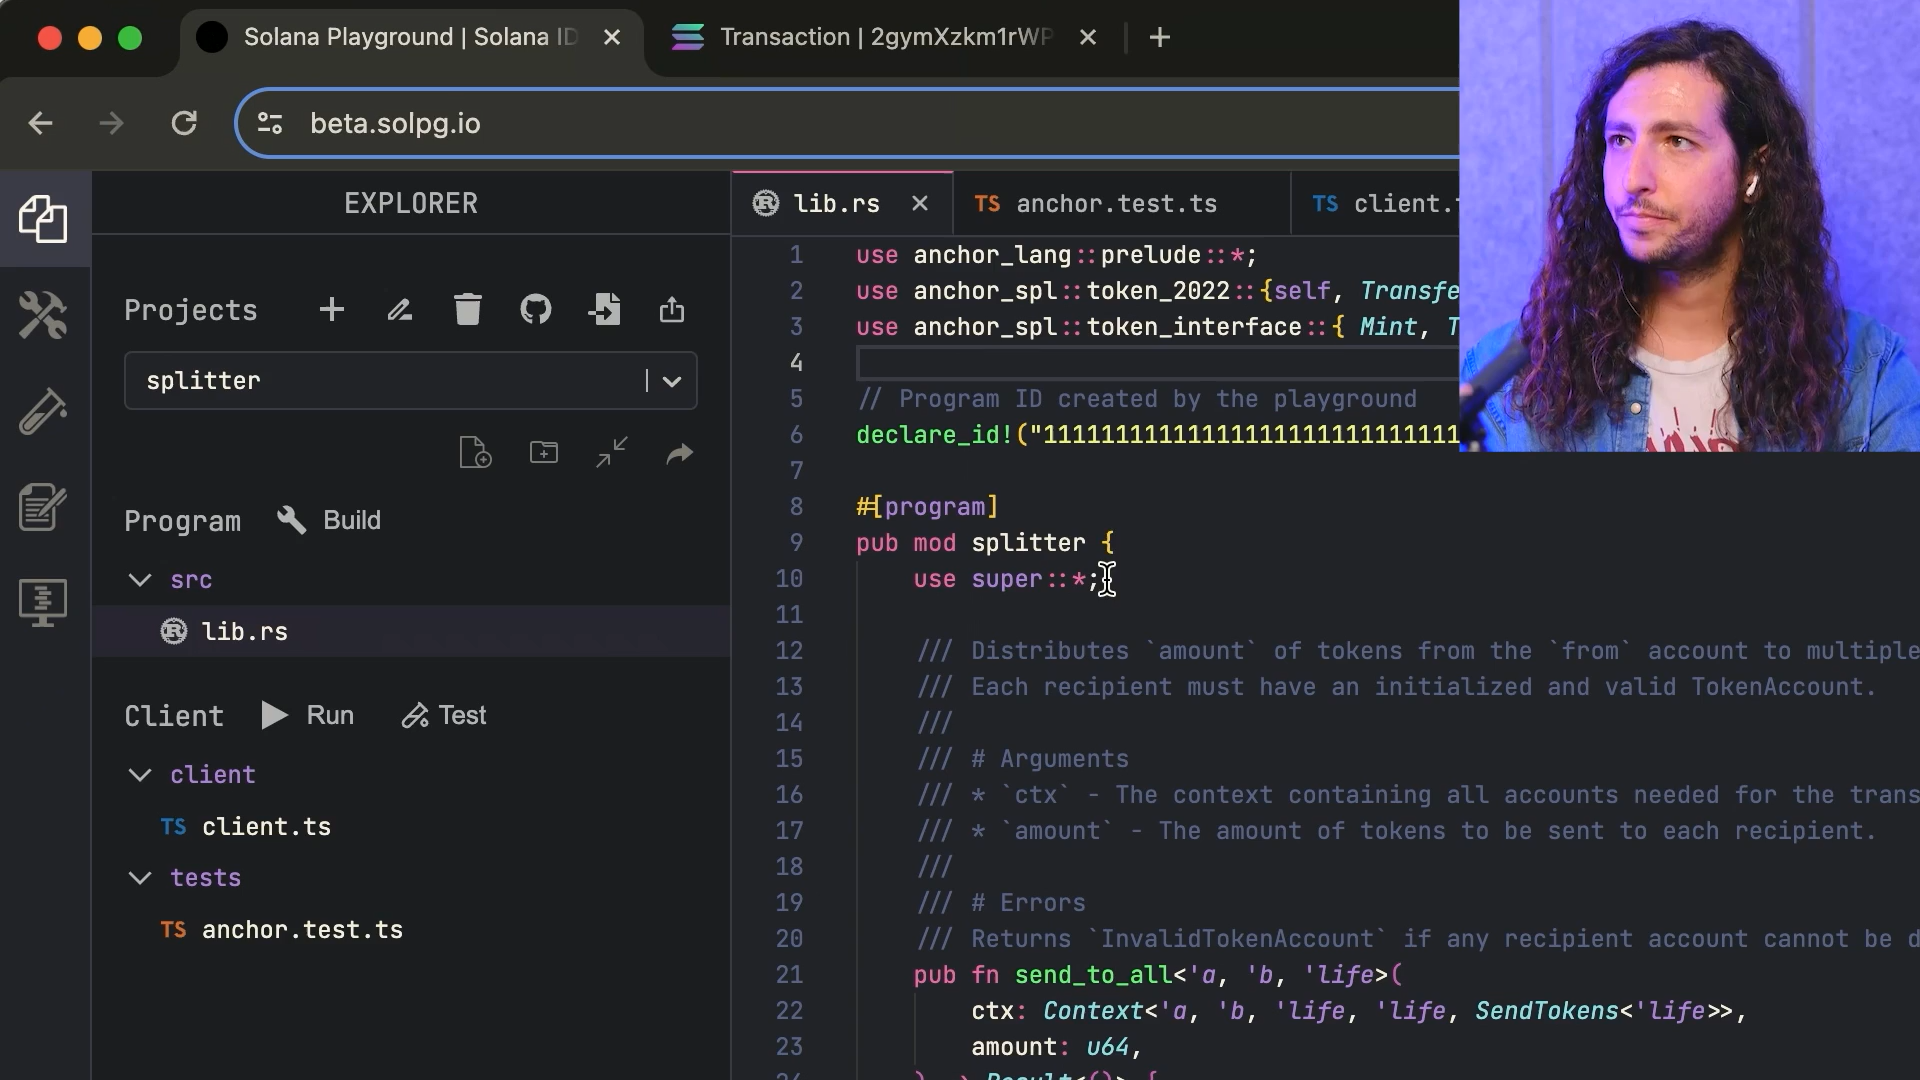 Solana Playground | Solana ID
Transaction | 2gymXzkm1rWP
beta.solpg.io
EXPLORER
lib.rs
TS anchor.test.ts
TS client.
Projects
splitter
Program
Build
src
lib.rs
Client
Run
Test
client
TS client.ts
tests
TS anchor.test.ts
1 use anchor_lang::prelude::*;
2 use anchor_spl::token_2022::{self, Transfe
3 use anchor_spl::token_interface::{ Mint, T
4
5 // Program ID created by the playground
6 declare_id!("11111111111111111111111111111
7
8 #[program]
9 pub mod splitter {
10 use super::*;
11
12 /// Distributes `amount` of tokens from the `from` account to multiple
13 /// Each recipient must have an initialized and valid TokenAccount.
14 ///
15 /// # Arguments
16 /// * `ctx` - The context containing all accounts needed for the trans
17 /// * `amount` - The amount of tokens to be sent to each recipient.
18 ///
19 /// # Errors
20 /// Returns `InvalidTokenAccount` if any recipient account cannot be d
21 pub fn send_to_all<'a, 'b, 'life>(
22 ctx: Context<'a, 'b, 'life, 'life, SendTokens<'life>>,
23 amount: u64,
24 ) -> Result<()> {